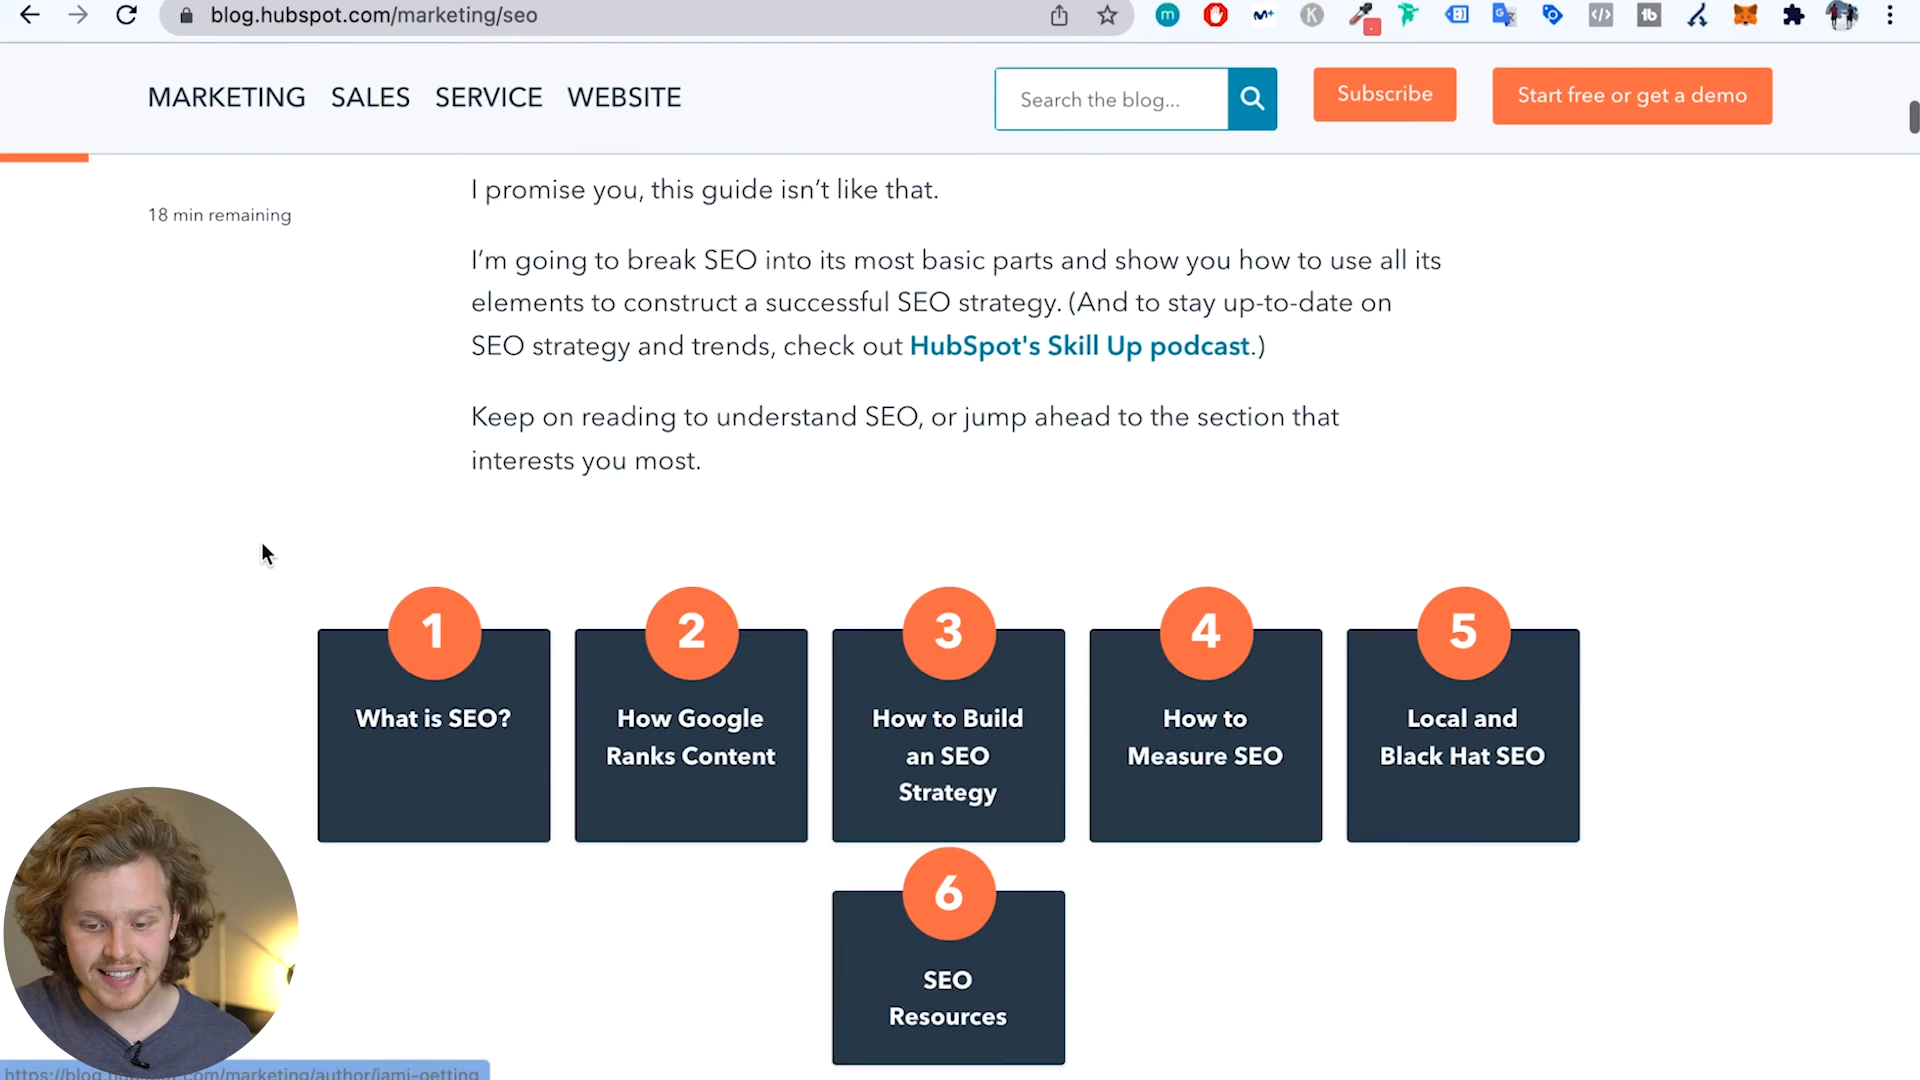 blog.hubspot.com/marketing/seo
MARKETING SALES SERVICE WEBSITE
Search the blog...
Subscribe
Start free or get a demo
18 min remaining
I promise you, this guide isn’t like that.
I’m going to break SEO into its most basic parts and show you how to use all its
elements to construct a successful SEO strategy. (And to stay up-to-date on
SEO strategy and trends, check out HubSpot's Skill Up podcast.)
Keep on reading to understand SEO, or jump ahead to the section that
interests you most.
1
What is SEO?
2
How Google
Ranks Content
3
How to Build
an SEO
Strategy
4
How to
Measure SEO
5
Local and
Black Hat SEO
6
SEO
Resources